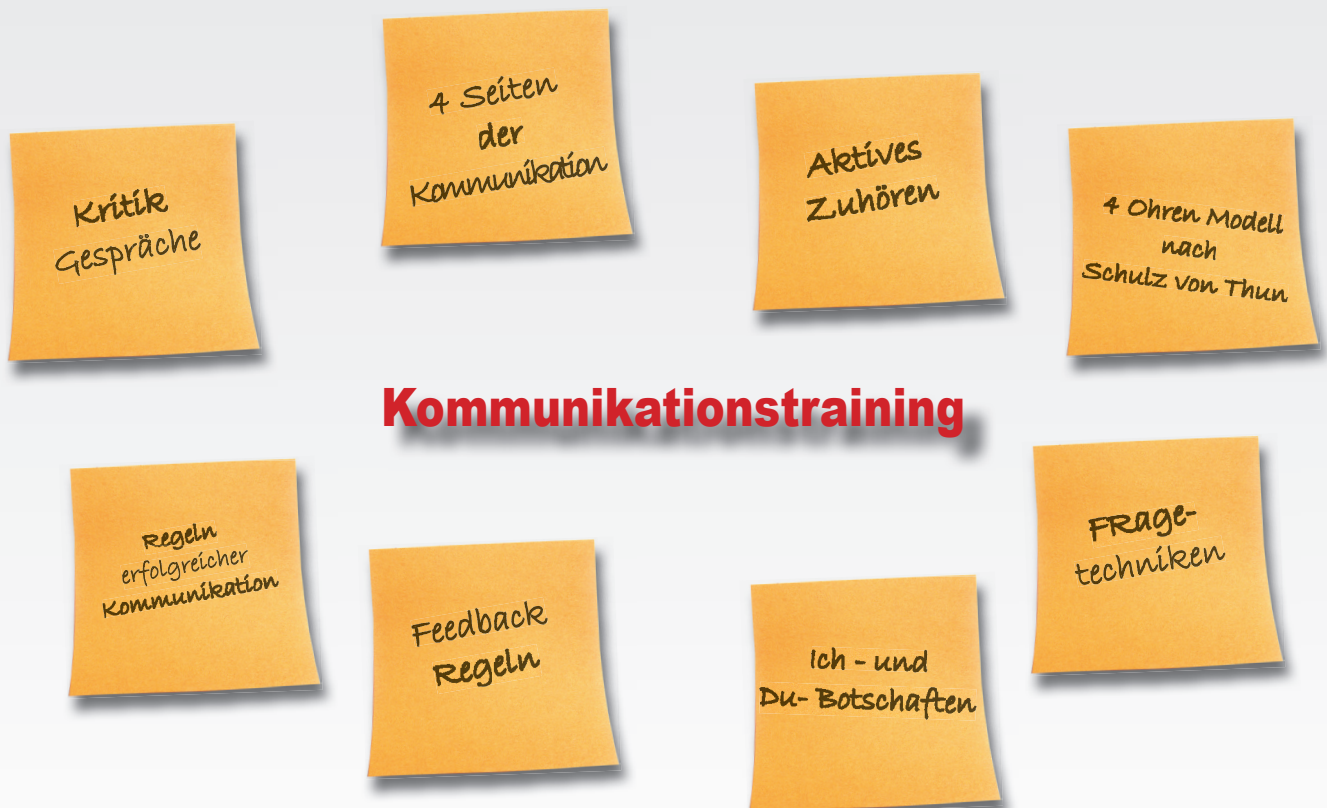 4 Seiten
der
Kommunikation
Kritik
Gespräche
Aktives
Zuhören
4 Ohren Modell
nach
Schulz von Thun
Kommunikationstraining
Regeln
erfolgreicher
Kommunikation
Feedback
Regeln
Ich - und
Du- Botschaften
FRage-
techniken